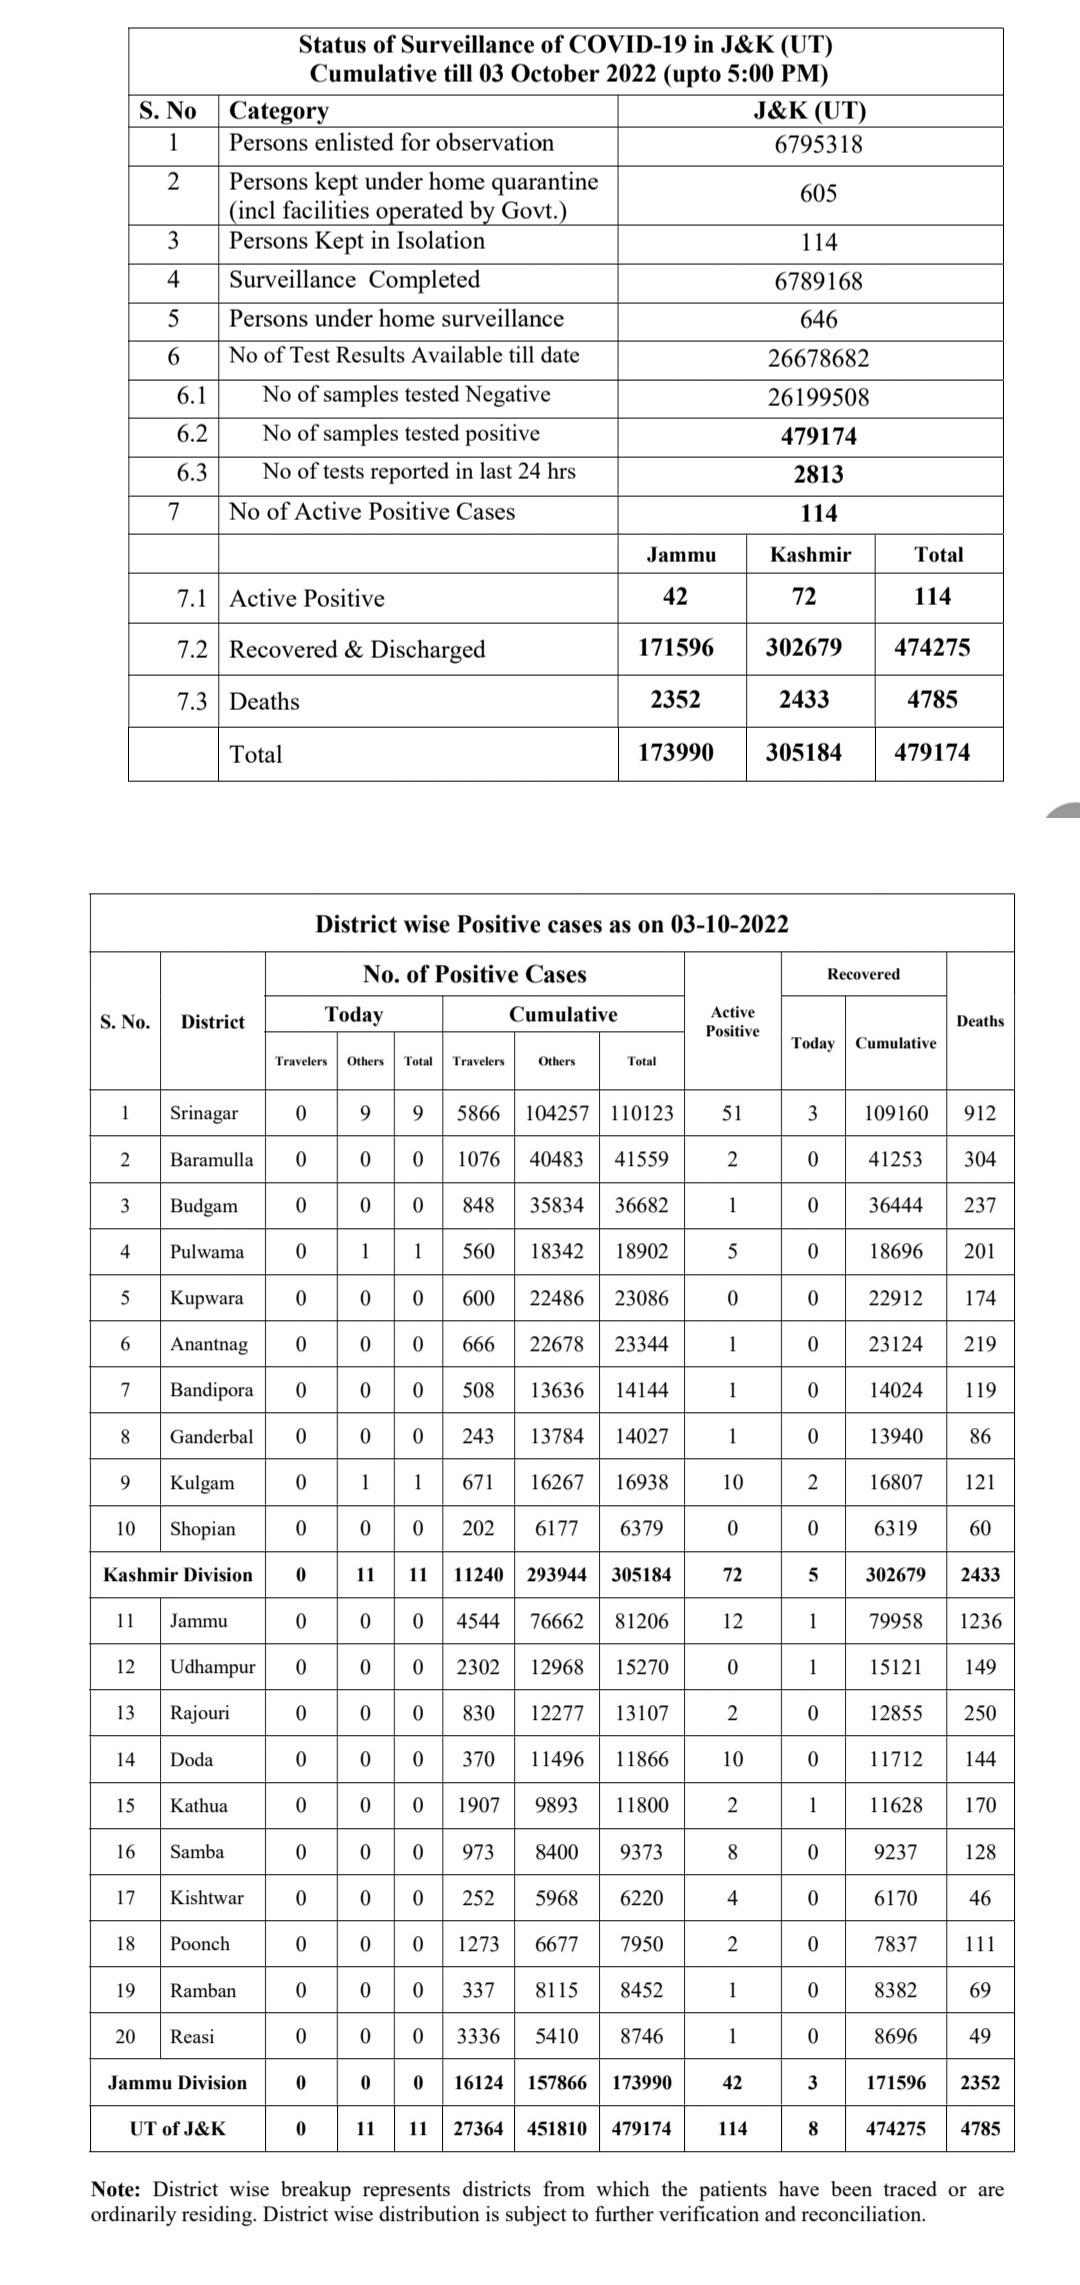 Status of Surveillance of COVID-19 in J&K (UT)
Cumulative till 03 October 2022 (upto 5:00 PM)
S. No Category J&K (UT)
1 Persons enlisted for observation 6795318
2 Persons kept under home quarantine
(incl facilities operated by Govt.) 605
3 Persons Kept in Isolation 114
4 Surveillance Completed 6789168
5 Persons under home surveillance 646
6 No of Test Results Available till date 26678682
6.1 No of samples tested Negative 26199508
6.2 No of samples tested positive 479174
6.3 No of tests reported in last 24 hrs 2813
7 No of Active Positive Cases 114
Jammu Kashmir Total
7.1 Active Positive 42 72 114
7.2 Recovered & Discharged 171596 302679 474275
7.3 Deaths 2352 2433 4785
Total 173990 305184 479174
District wise Positive cases as on 03-10-2022
S. No. District No. of Positive Cases Active
Positive Recovered Deaths
Today Cumulative Today Cumulative
Travelers Others Total Travelers Others Total
1 Srinagar 0 9 9 5866 104257 110123 51 3 109160 912
2 Baramulla 0 0 0 1076 40483 41559 2 0 41253 304
3 Budgam 0 0 0 848 35834 36682 1 0 36444 237
4 Pulwama 0 1 1 560 18342 18902 5 0 18696 201
5 Kupwara 0 0 0 600 22486 23086 0 0 22912 174
6 Anantnag 0 0 0 666 22678 23344 1 0 23124 219
7 Bandipora 0 0 0 508 13636 14144 1 0 14024 119
8 Ganderbal 0 0 0 243 13784 14027 1 0 13940 86
9 Kulgam 0 1 1 671 16267 16938 10 2 16807 121
10 Shopian 0 0 0 202 6177 6379 0 0 6319 60
Kashmir Division 0 11 11 11240 293944 305184 72 5 302679 2433
11 Jammu 0 0 0 4544 76662 81206 12 1 79958 1236
12 Udhampur 0 0 0 2302 12968 15270 0 1 15121 149
13 Rajouri 0 0 0 830 12277 13107 2 0 12855 250
14 Doda 0 0 0 370 11496 11866 10 0 11712 144
15 Kathua 0 0 0 1907 9893 11800 2 1 11628 170
16 Samba 0 0 0 973 8400 9373 8 0 9237 128
17 Kishtwar 0 0 0 252 5968 6220 4 0 6170 46
18 Poonch 0 0 0 1273 6677 7950 2 0 7837 111
19 Ramban 0 0 0 337 8115 8452 1 0 8382 69
20 Reasi 0 0 0 3336 5410 8746 1 0 8696 49
Jammu Division 0 0 0 16124 157866 173990 42 3 171596 2352
UT of J&K 0 11 11 27364 451810 479174 114 8 474275 4785
Note: District wise breakup represents districts from which the patients have been traced or are
ordinarily residing. District wise distribution is subject to further verification and reconciliation.